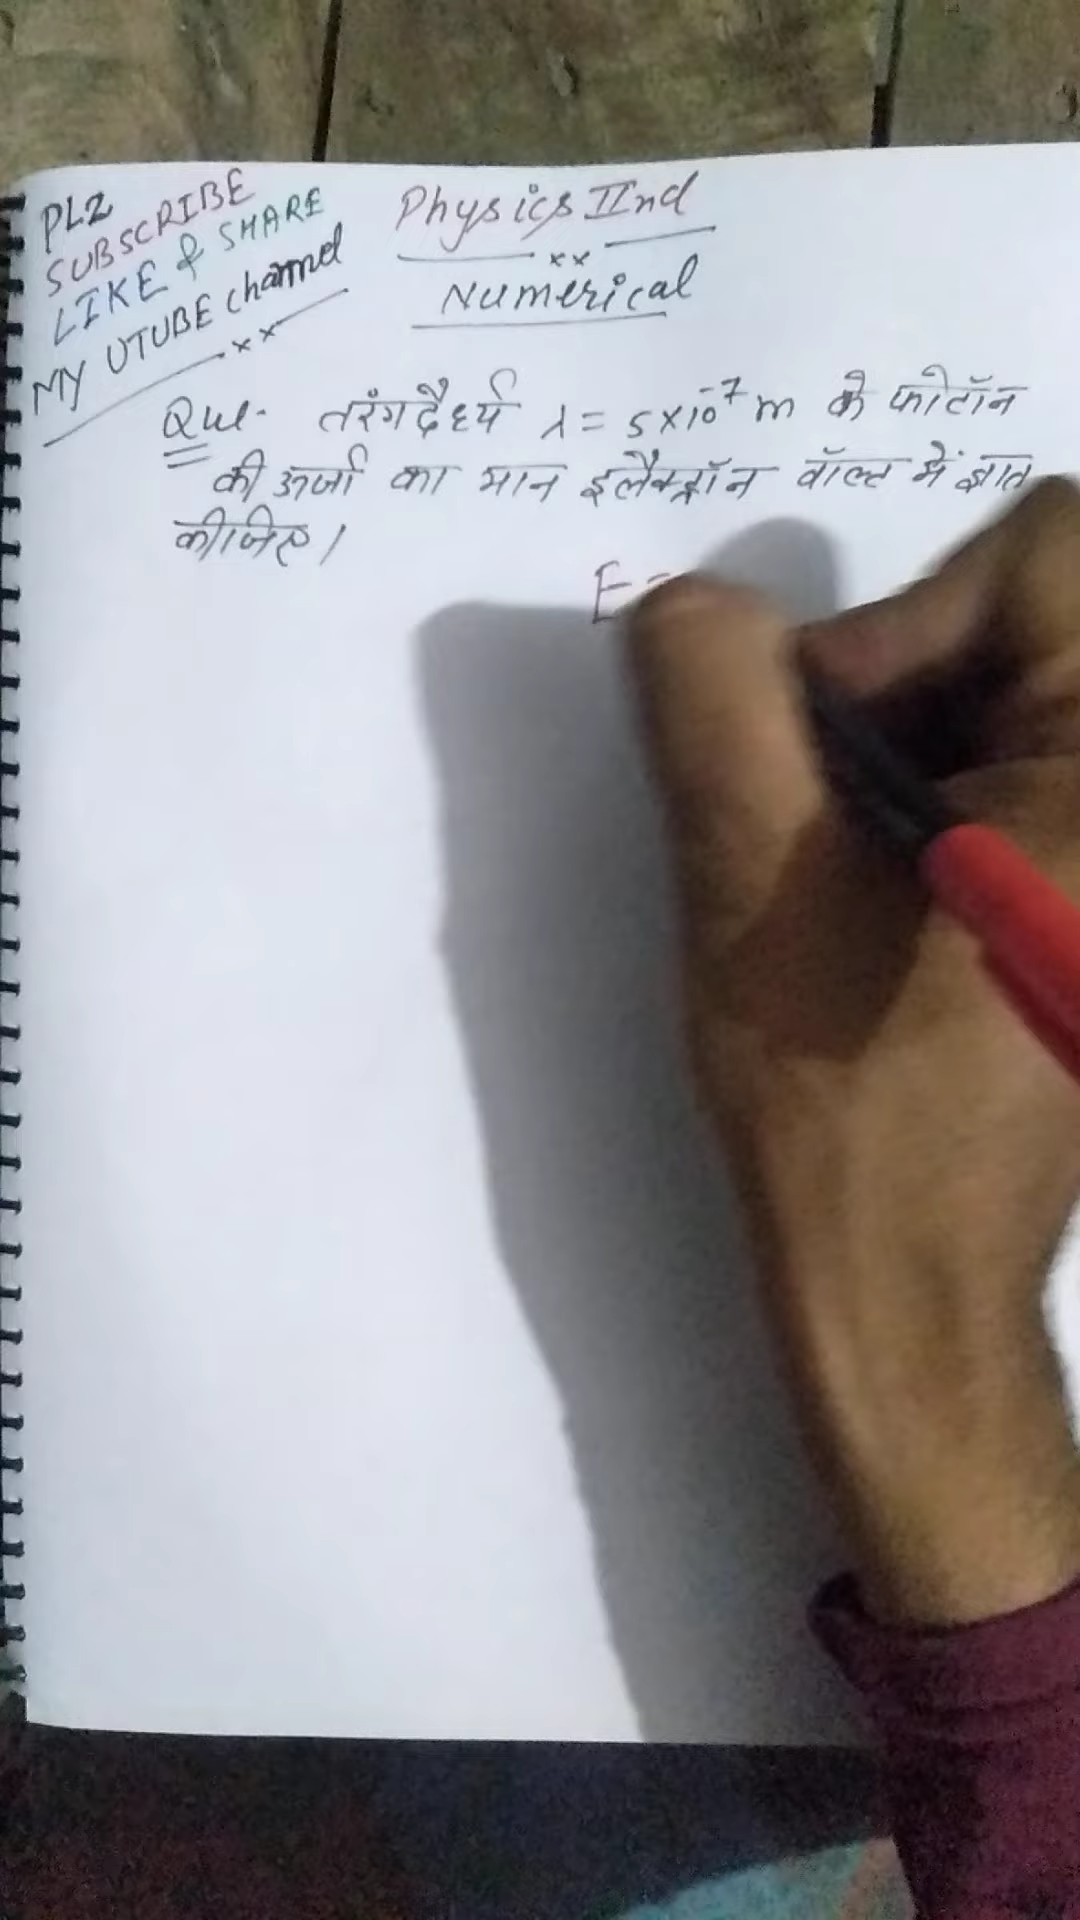 PLZ
SUBSCRIBE
LIKE & SHARE
MY UTUBE channel
Physics IInd
Numerical
Que- तरंगदैर्ध्य λ = 5×10⁻⁷ m के फोटॉन
की ऊर्जा का मान इलैक्ट्रॉन वॉल्ट में ज्ञात
कीजिए।
E =